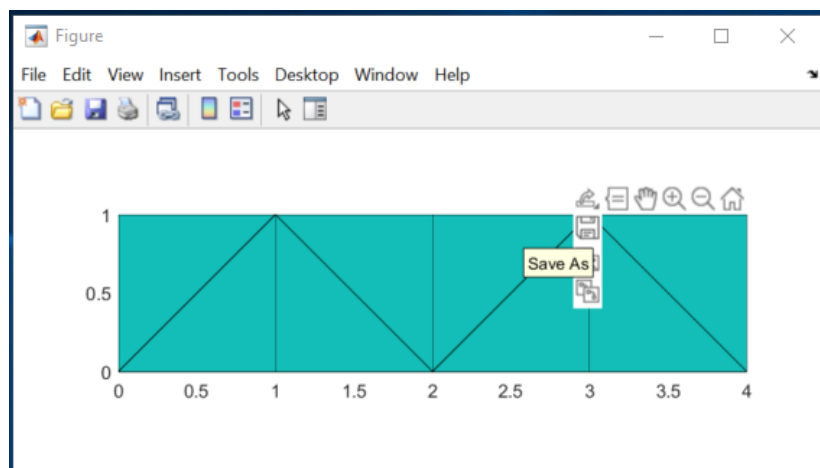 Figure
File Edit View Insert Tools Desktop Window Help
1
Save As
0.5
0
0 0.5 1 1.5 2 2.5 3 3.5 4